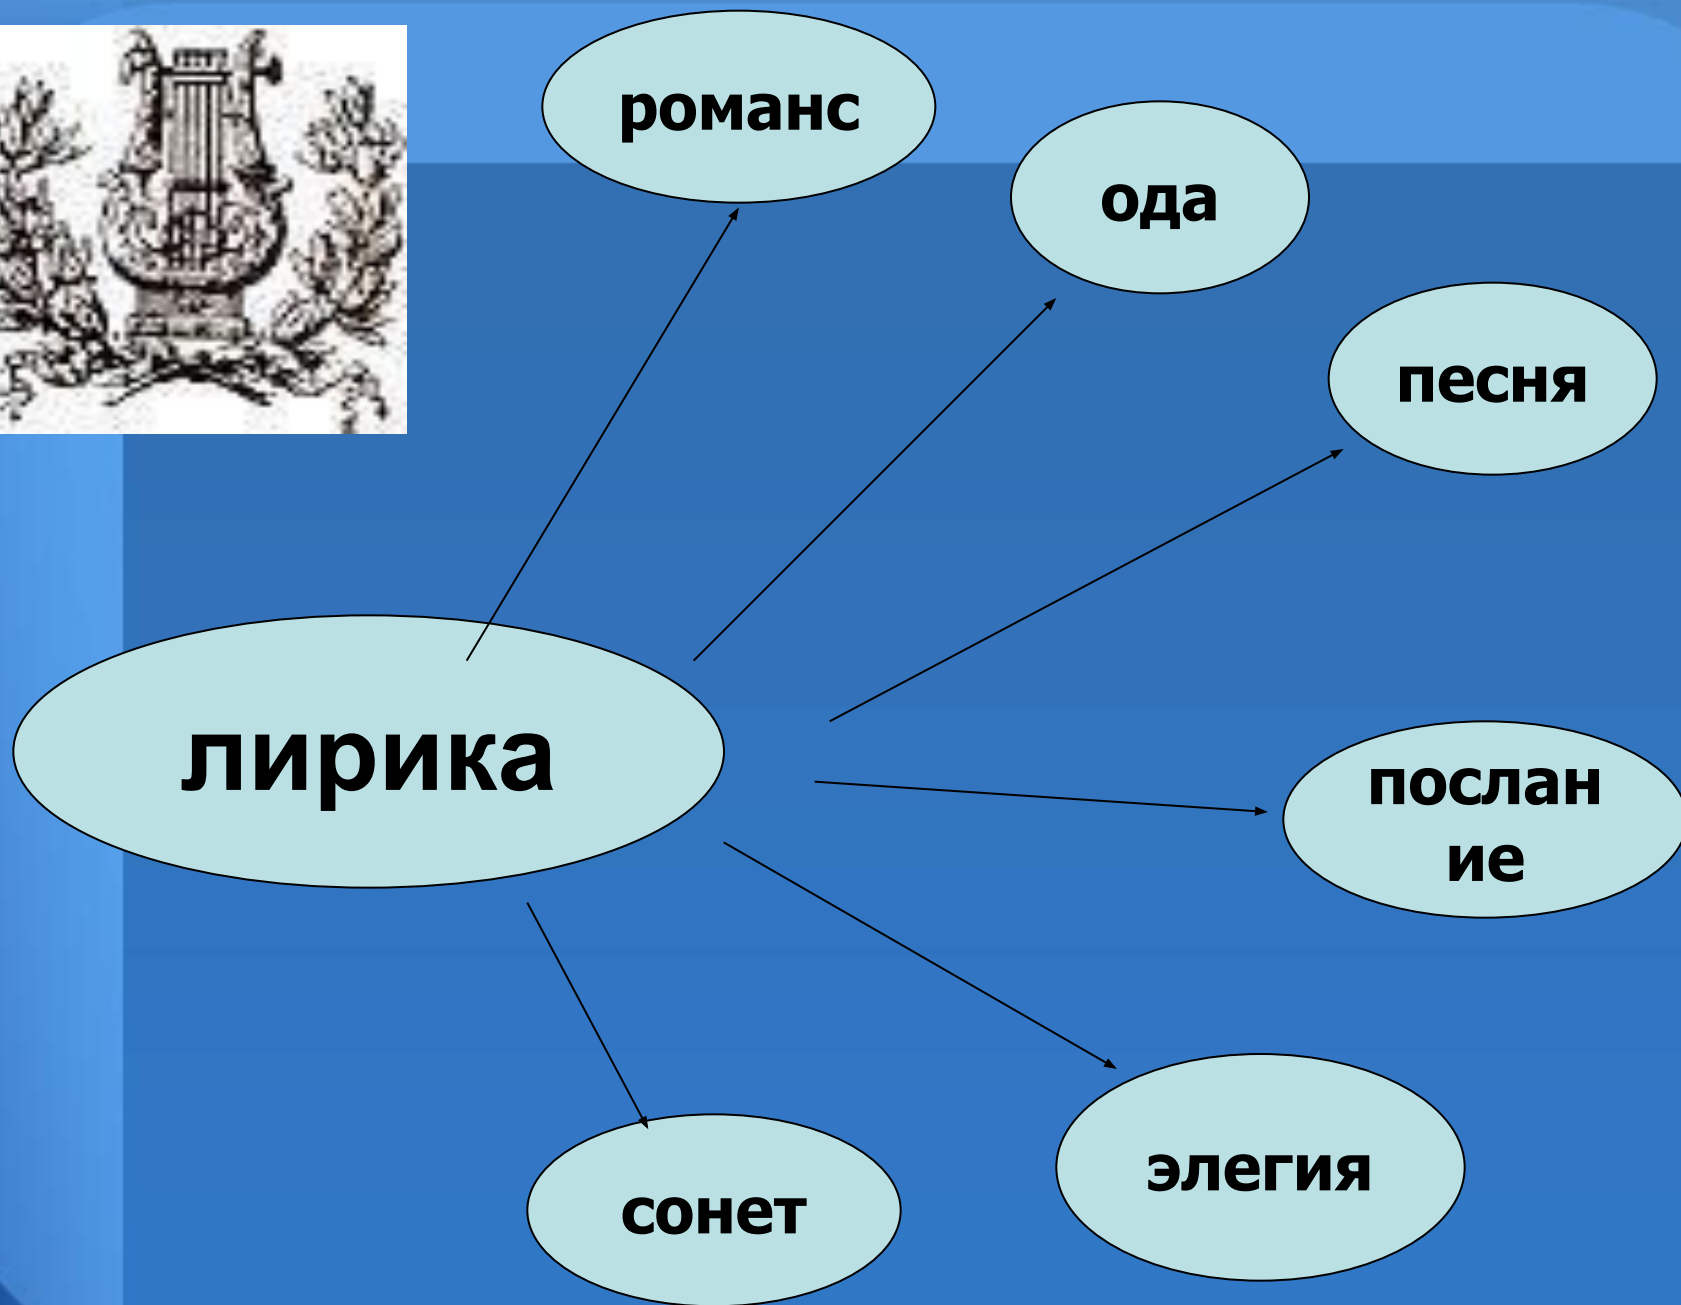 романс
ода
песня
лирика
послан
ие
элегия
сонет